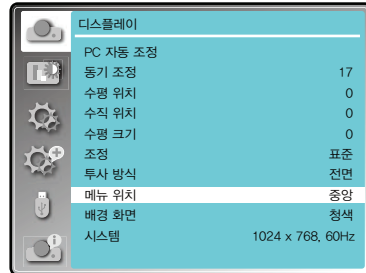 디스플레이
PC 자동 조정
동기 조정 17
수평 위치 0
수직 위치 0
수평 크기 0
조정 표준
투사 방식 전면
메뉴 위치 중앙
배경 화면 청색
시스템 1024 x 768, 60Hz